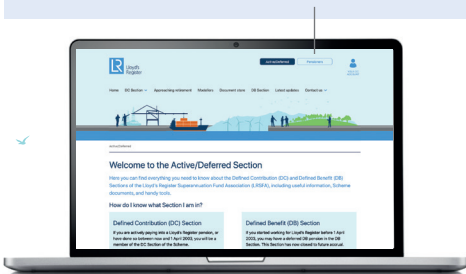 Lloyd's
Register
Active/Deferred
Pensioners
Home DC Section Approaching retirement Modellers Document store DB Section Latest updates Contact us
Active/Deferred
Welcome to the Active/Deferred Section
Here you can find everything you need to know about the Defined Contribution (DC) and Defined Benefit (DB)
Sections of the Lloyd's Register Superannuation Fund Association (LRSFA), including useful information, Scheme
documents, and handy tools.
How do I know what Section I am in?
Defined Contribution (DC) Section
If you are actively paying into a Lloyd's Register pension, or
have done so between now and 1 April 2003, you will be a
member of the DC Section of the Scheme.
Defined Benefit (DB) Section
If you started working for Lloyd's Register before 1 April
2003, you may have a deferred DB pension in the DB
Section. This Section has now closed to future accrual.